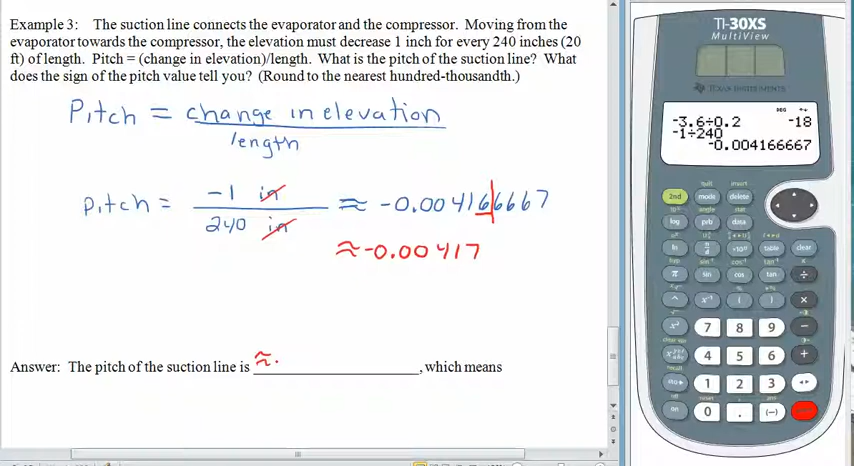 Example 3: The suction line connects the evaporator and the compressor. Moving from the
evaporator towards the compressor, the elevation must decrease 1 inch for every 240 inches (20
ft) of length. Pitch = (change in elevation)/length. What is the pitch of the suction line? What
does the sign of the pitch value tell you? (Round to the nearest hundred-thousandth.)
Pitch = change in elevation
length
pitch = -1 in ≈ -0.004166667
240 in
≈ -0.00417
Answer: The pitch of the suction line is ≈ ____________________, which means
TI-30XS
MultiView
TEXAS INSTRUMENTS
DEG
-3.6÷0.2 -18
-1÷240
-0.004166667
2nd mode delete
quit insert
log prb data
ln n/d ×10ⁿ table clear
π sin cos tan ÷
^ x⁻¹ ( ) ×
x² 7 8 9 −
4 5 6 +
sto▸ 1 2 3
on 0 . (−)